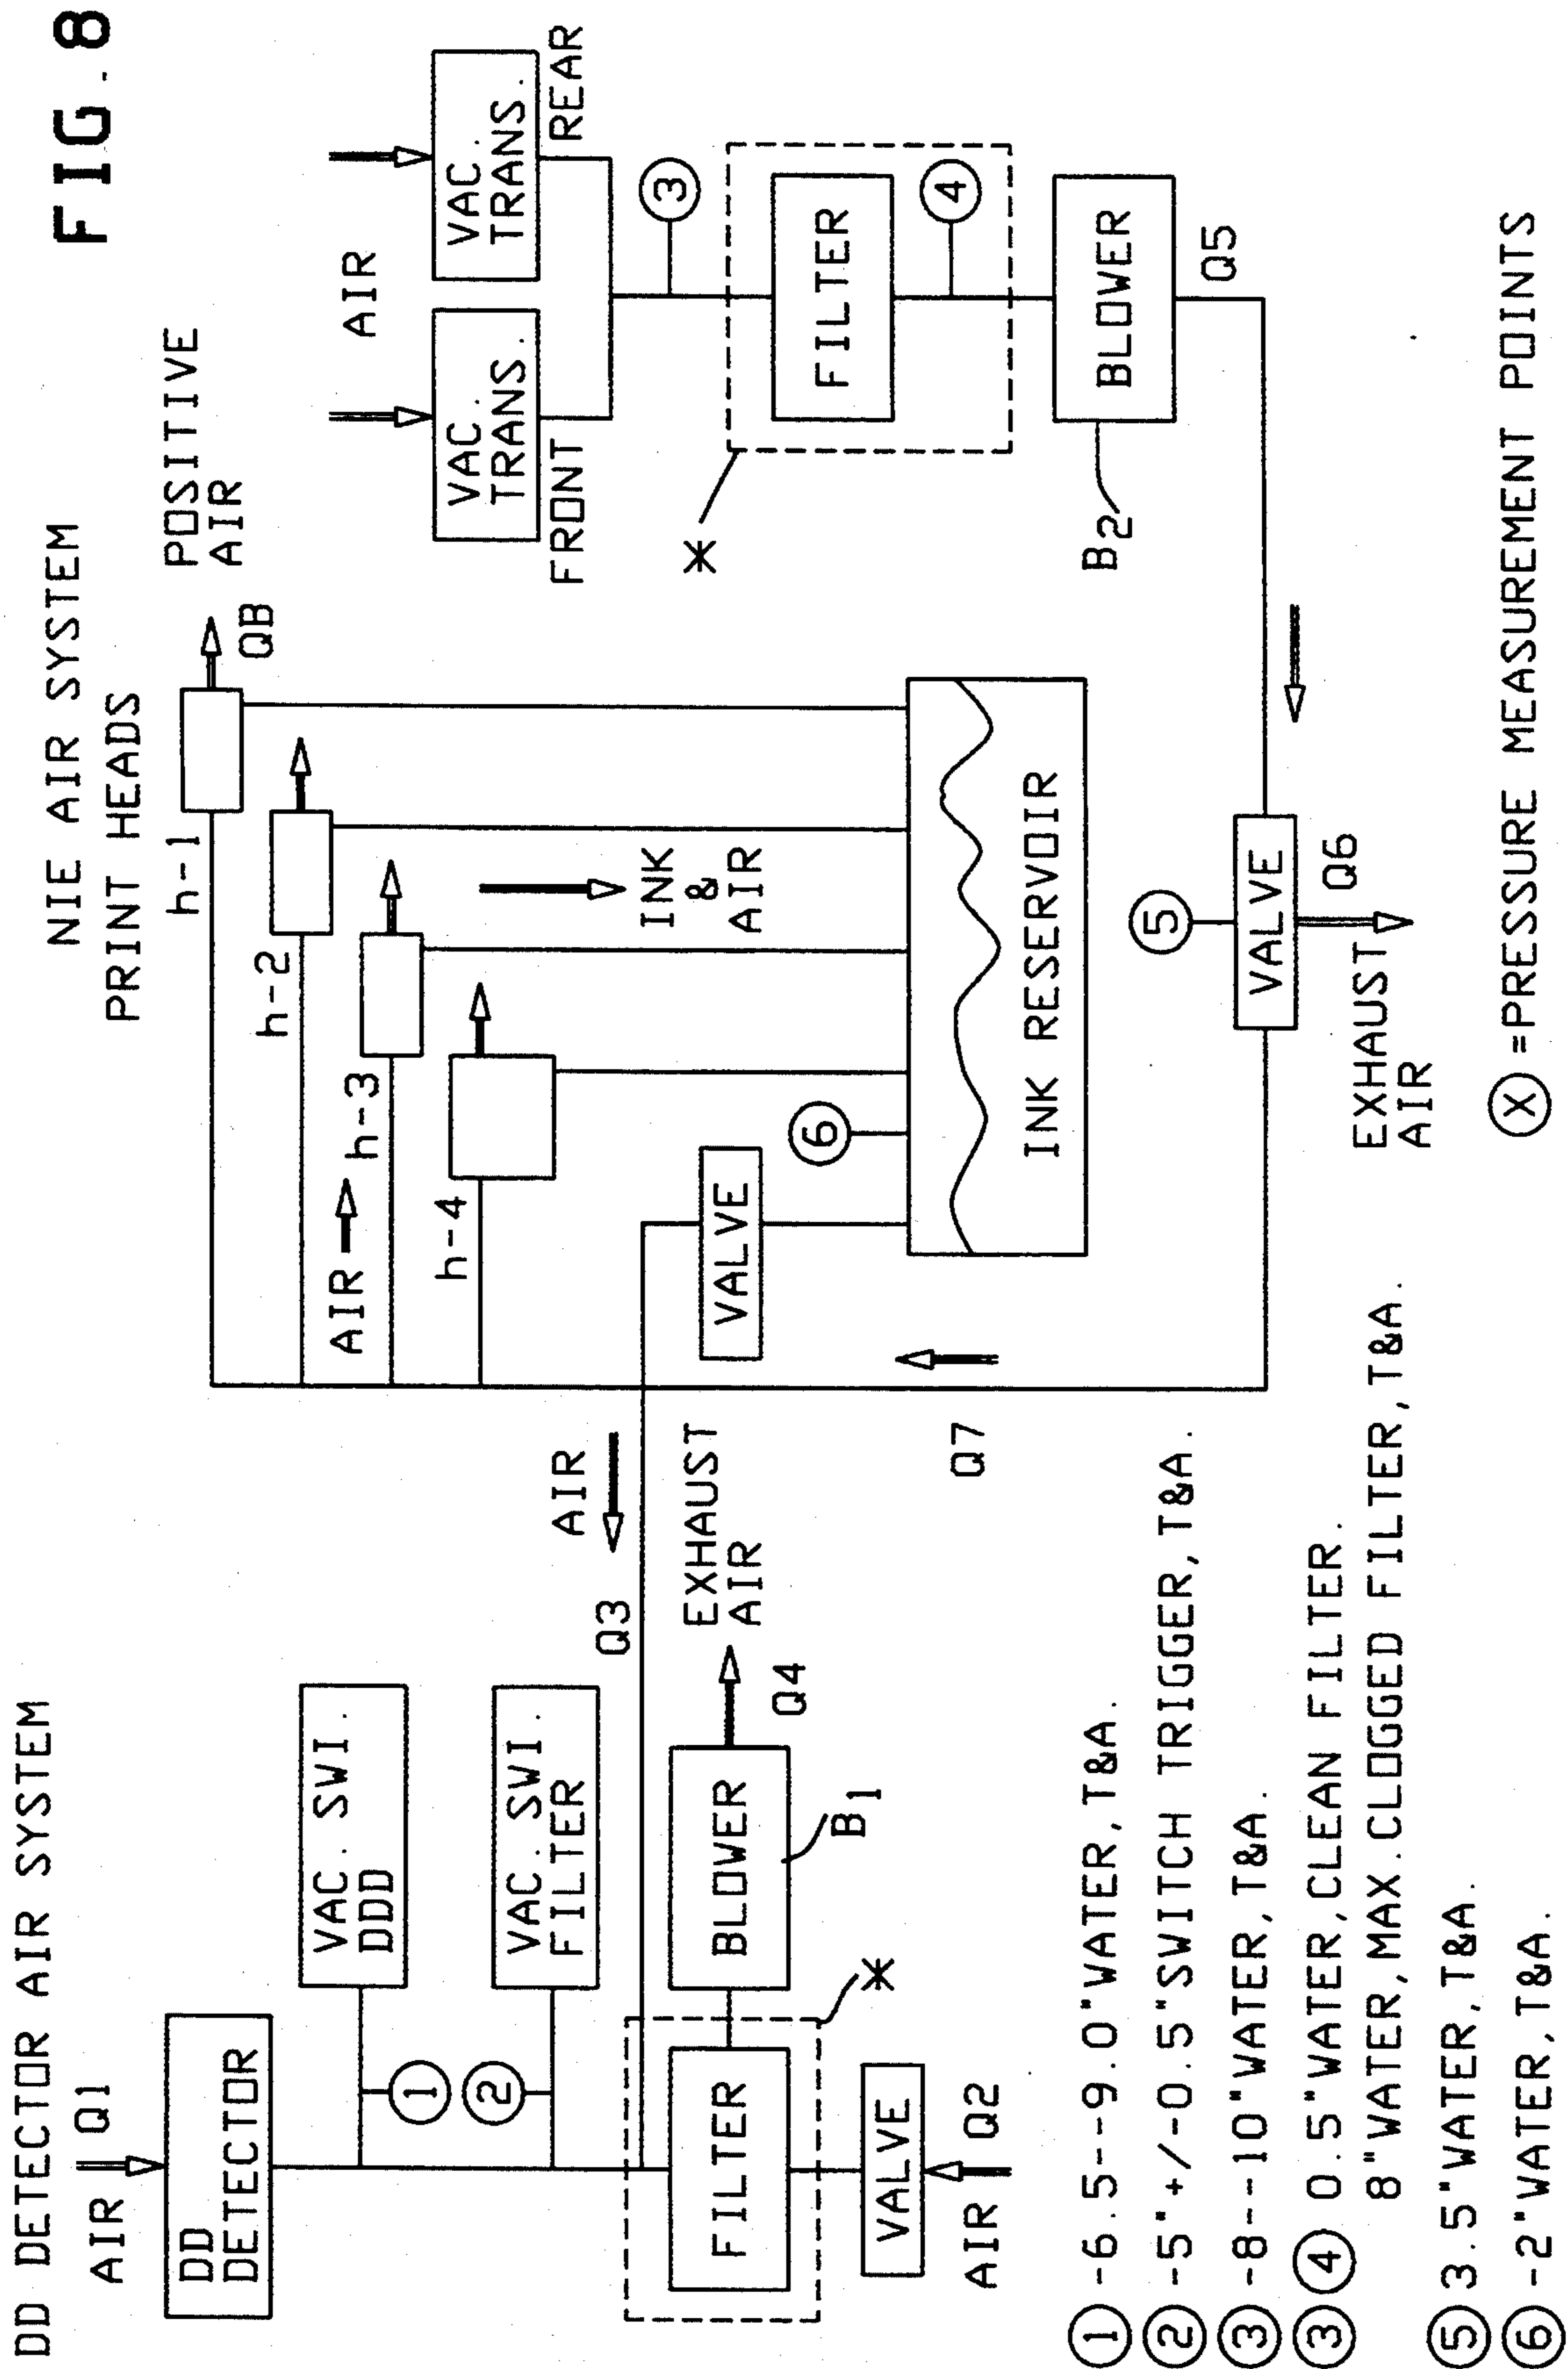 FIG.8
NIE AIR SYSTEM
PRINT HEADS
POSITIVE
AIR
QB
h-1
h-2
AIR
h-3
h-4
INK
&
AIR
VALVE
6
INK RESERVOIR
AIR
VAC.
TRANS.
FRONT
VAC.
TRANS.
REAR
3
FILTER
4
*
BLOWER
B2
Q5
5
VALVE
Q6
EXHAUST
AIR
Q7
DD DETECTOR AIR SYSTEM
AIR Q1
DD
DETECTOR
VAC. SWI.
DDD
1
VAC. SWI.
FILTER
2
AIR
Q3
EXHAUST
AIR
Q4
BLOWER
B1
*
FILTER
VALVE
AIR Q2
1 -6.5--9.0"WATER,T&A.
2 -5"+/-0.5"SWITCH TRIGGER,T&A.
3 -8--10"WATER,T&A.
3 4 0.5"WATER,CLEAN FILTER.
8"WATER,MAX.CLOGGED FILTER,T&A.
5 3.5"WATER,T&A.
6 -2"WATER,T&A.
X =PRESSURE MEASUREMENT POINTS